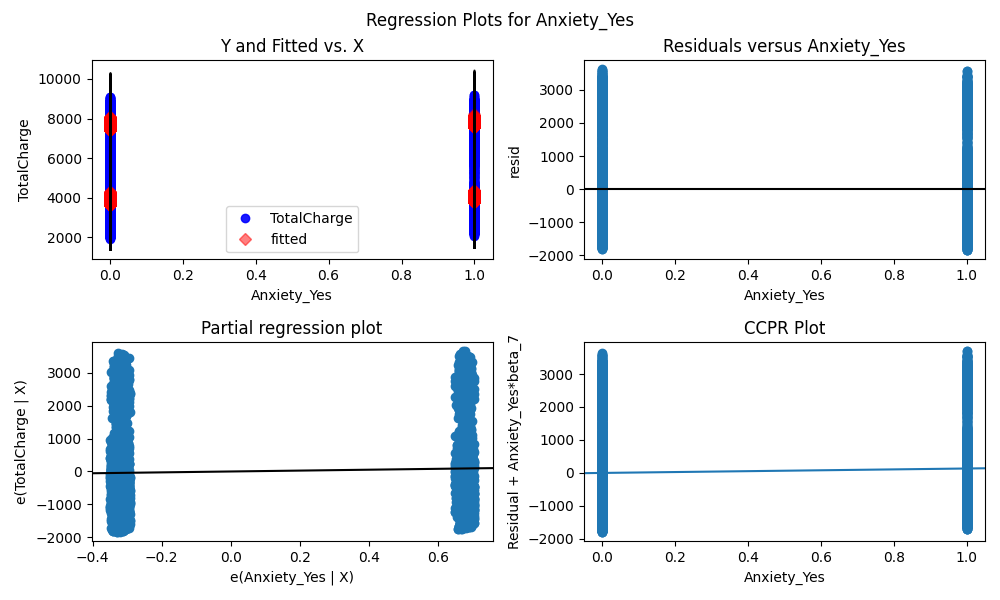 Regression Plots for Anxiety_Yes
Y and Fitted vs. X
TotalCharge
10000
8000
6000
4000
2000
TotalCharge
fitted
0.0 0.2 0.4 0.6 0.8 1.0
Anxiety_Yes
Residuals versus Anxiety_Yes
resid
3000
2000
1000
0
−1000
−2000
0.0 0.2 0.4 0.6 0.8 1.0
Anxiety_Yes
Partial regression plot
e(TotalCharge | X)
3000
2000
1000
0
−1000
−2000
−0.4 −0.2 0.0 0.2 0.4 0.6
e(Anxiety_Yes | X)
CCPR Plot
Residual + Anxiety_Yes*beta_7
3000
2000
1000
0
−1000
−2000
0.0 0.2 0.4 0.6 0.8 1.0
Anxiety_Yes